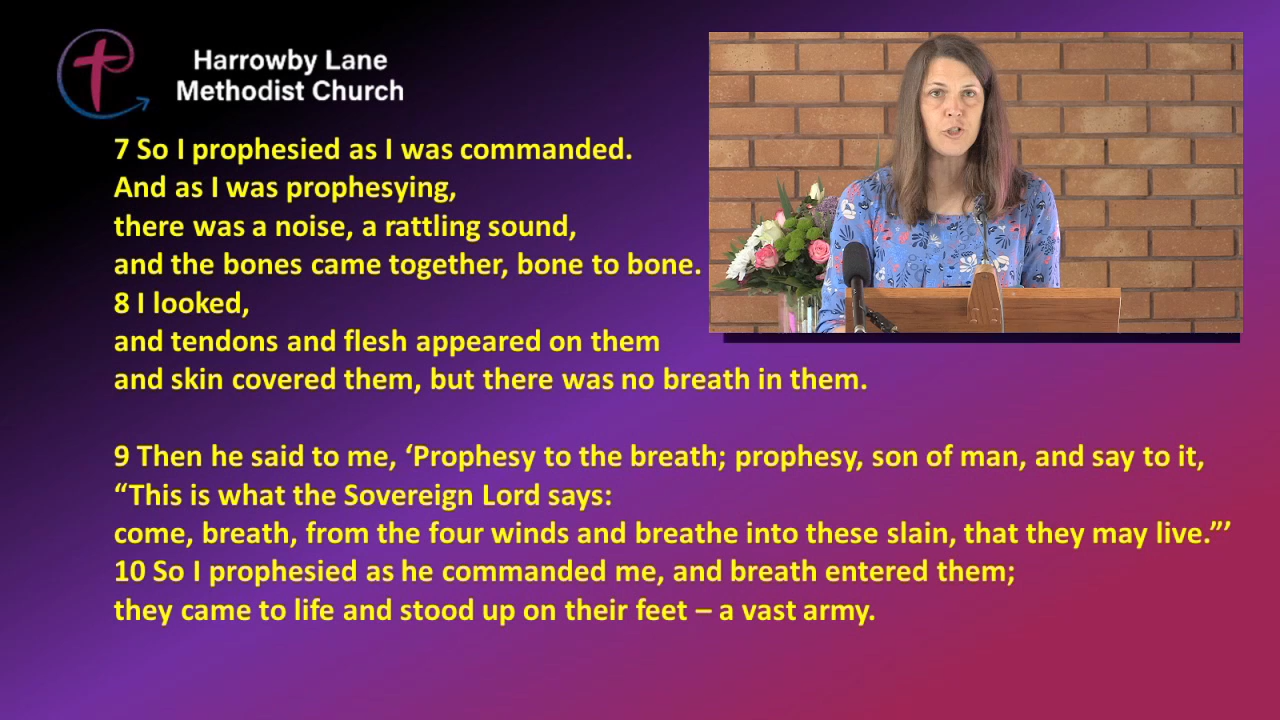 Harrowby Lane
Methodist Church
7 So I prophesied as I was commanded.
And as I was prophesying,
there was a noise, a rattling sound,
and the bones came together, bone to bone.
8 I looked,
and tendons and flesh appeared on them
and skin covered them, but there was no breath in them.
9 Then he said to me, ‘Prophesy to the breath; prophesy, son of man, and say to it,
“This is what the Sovereign Lord says:
come, breath, from the four winds and breathe into these slain, that they may live.”’
10 So I prophesied as he commanded me, and breath entered them;
they came to life and stood up on their feet – a vast army.